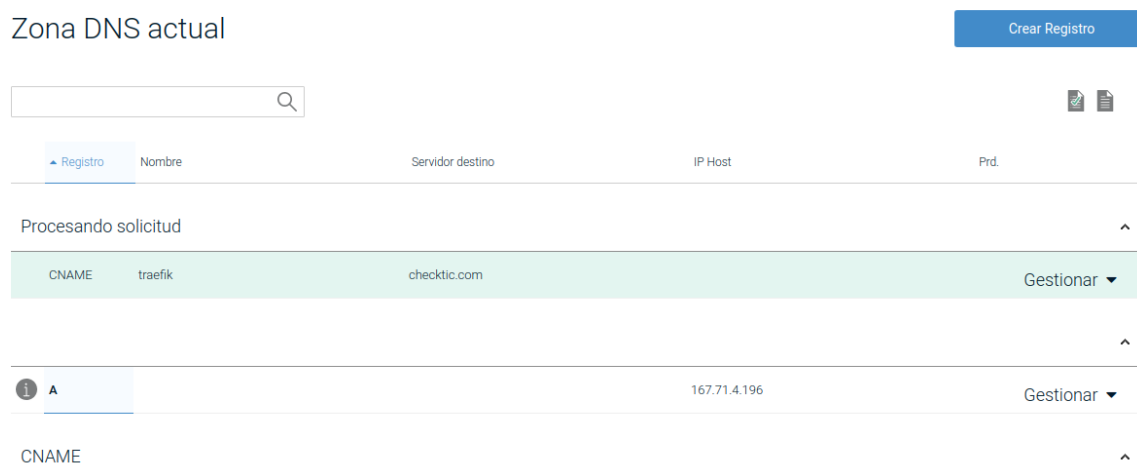 Zona DNS actual
Crear Registro
Registro Nombre Servidor destino IP Host Prd.
Procesando solicitud
CNAME traefik checktic.com Gestionar
A 167.71.4.196 Gestionar
CNAME